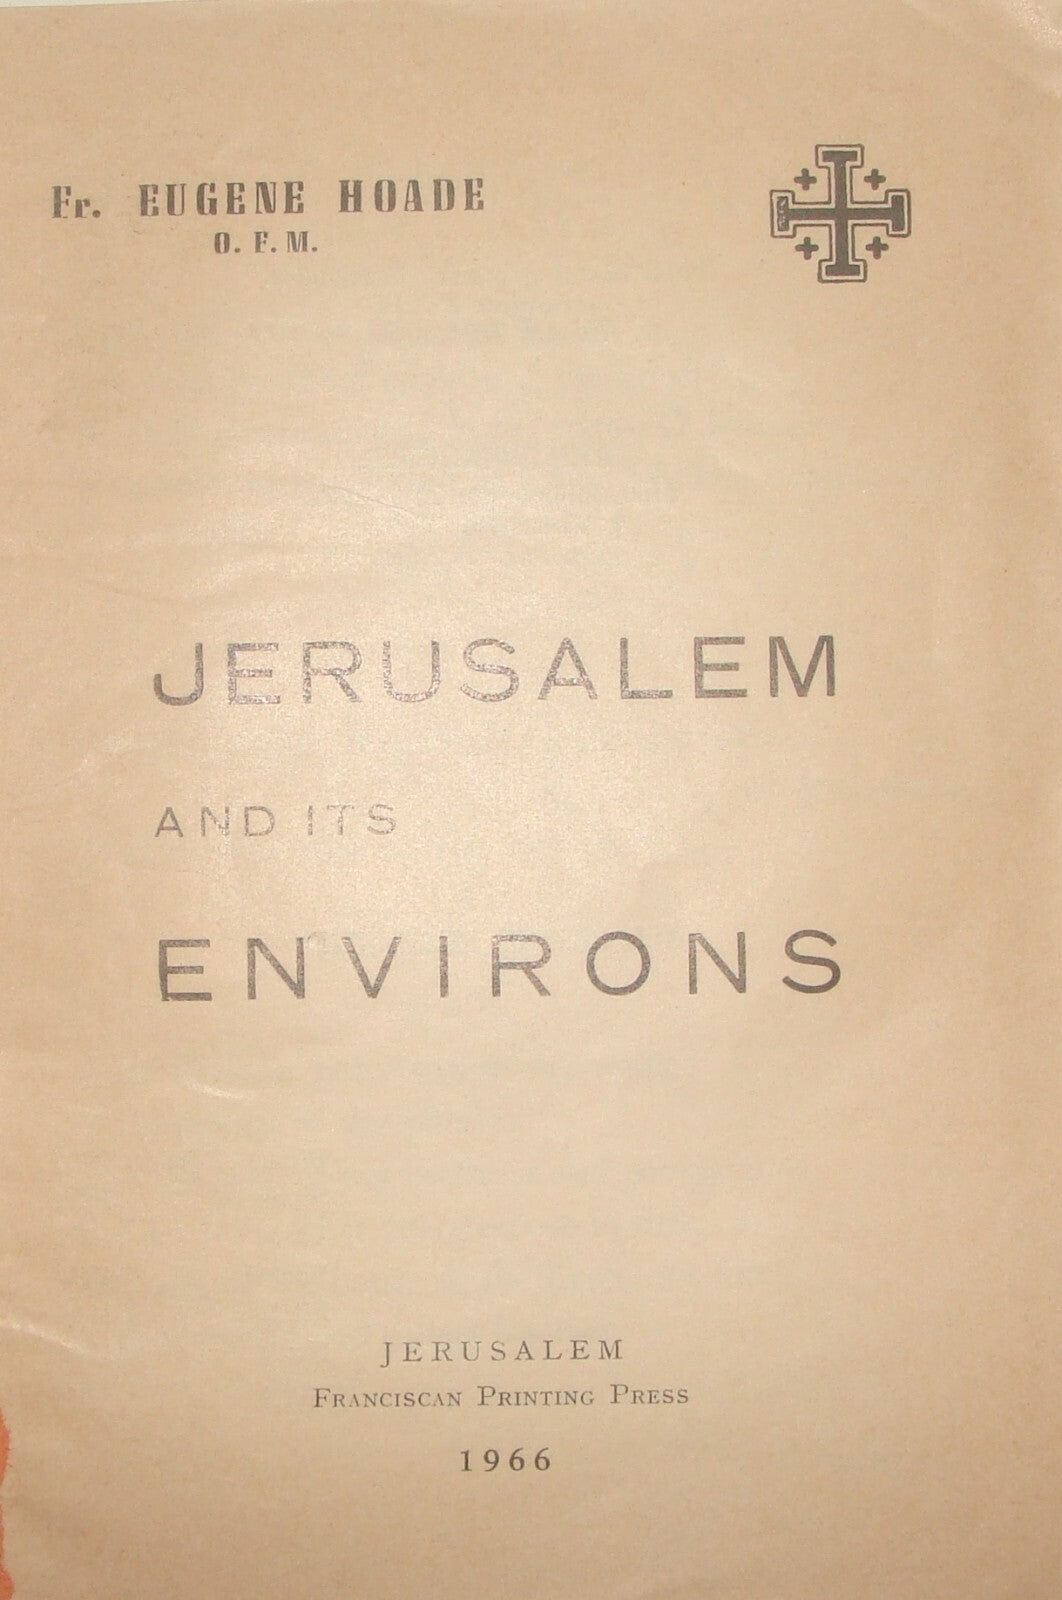 Fr. EUGENE HOADE
O. F. M.
JERUSALEM
AND ITS
ENVIRONS
JERUSALEM
FRANCISCAN PRINTING PRESS
1966